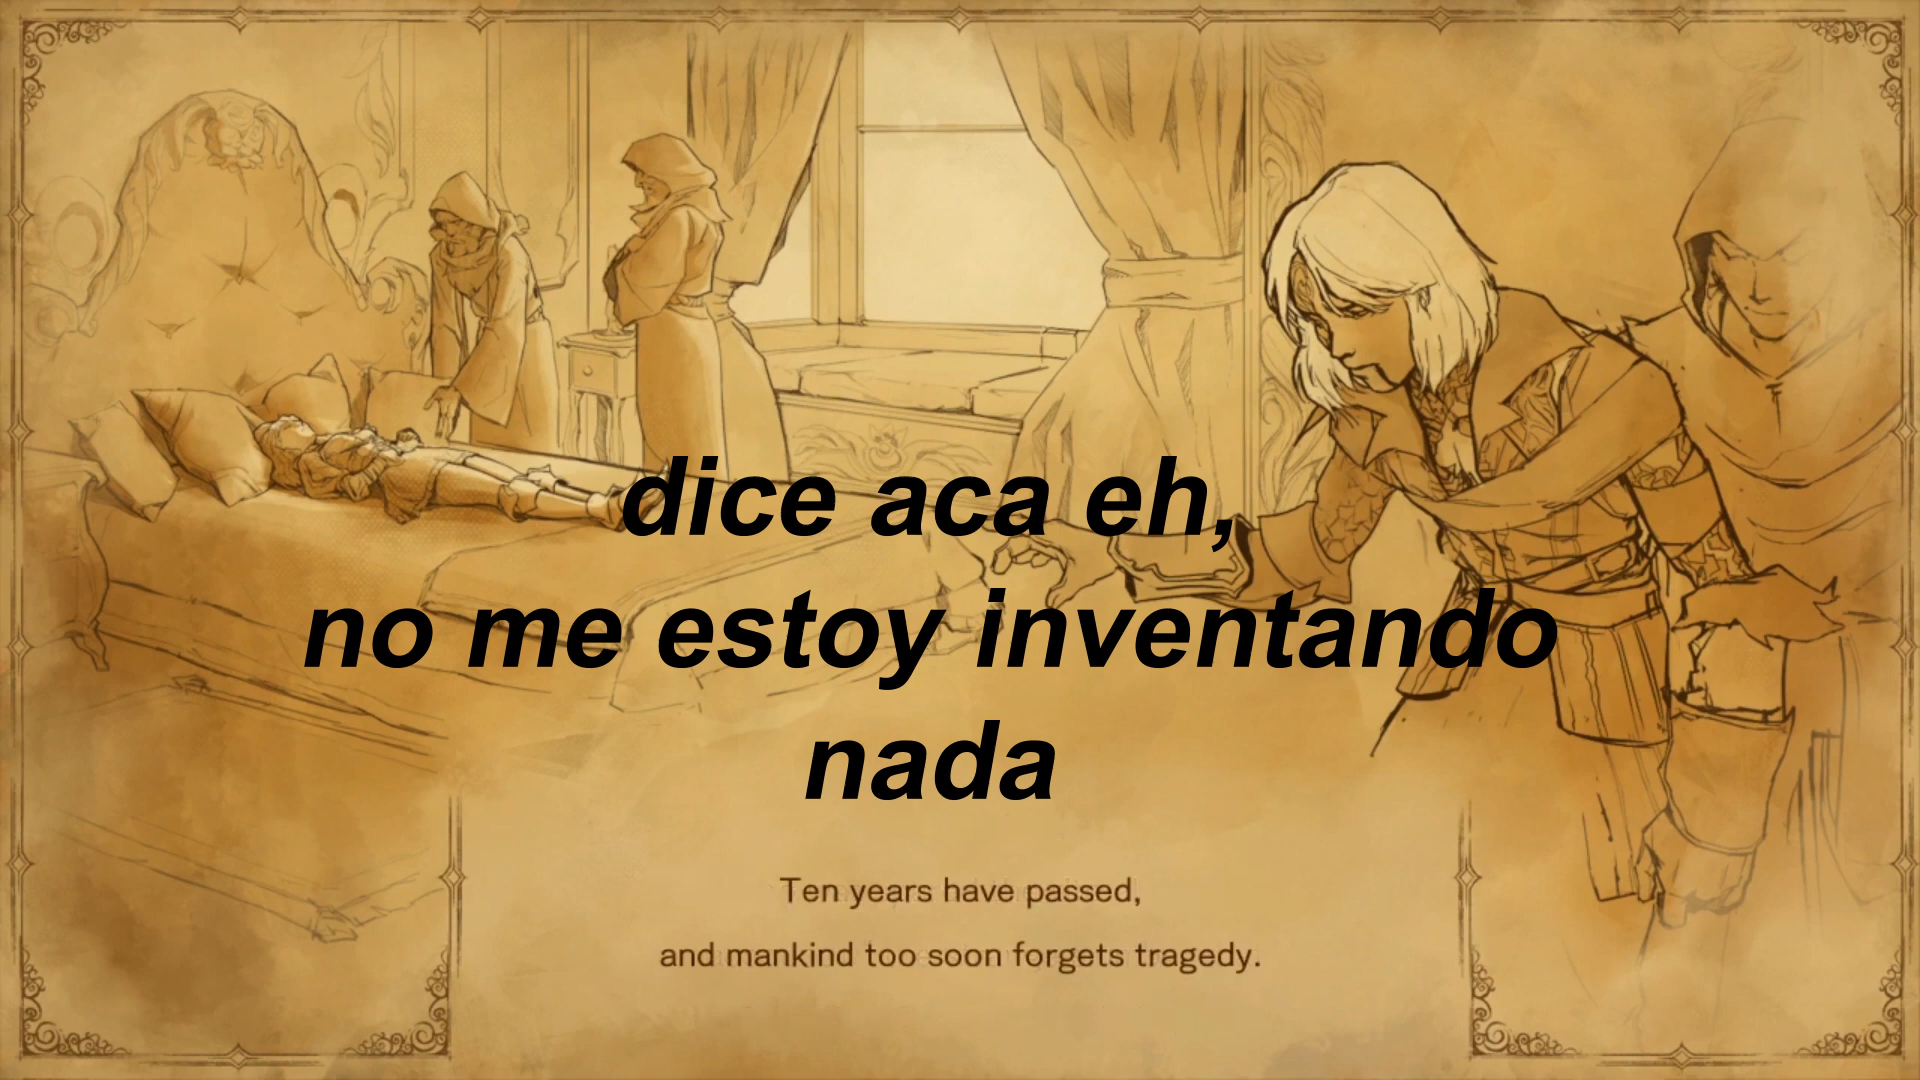 dice aca eh,
no me estoy inventando
nada
Ten years have passed,
and mankind too soon forgets tragedy.